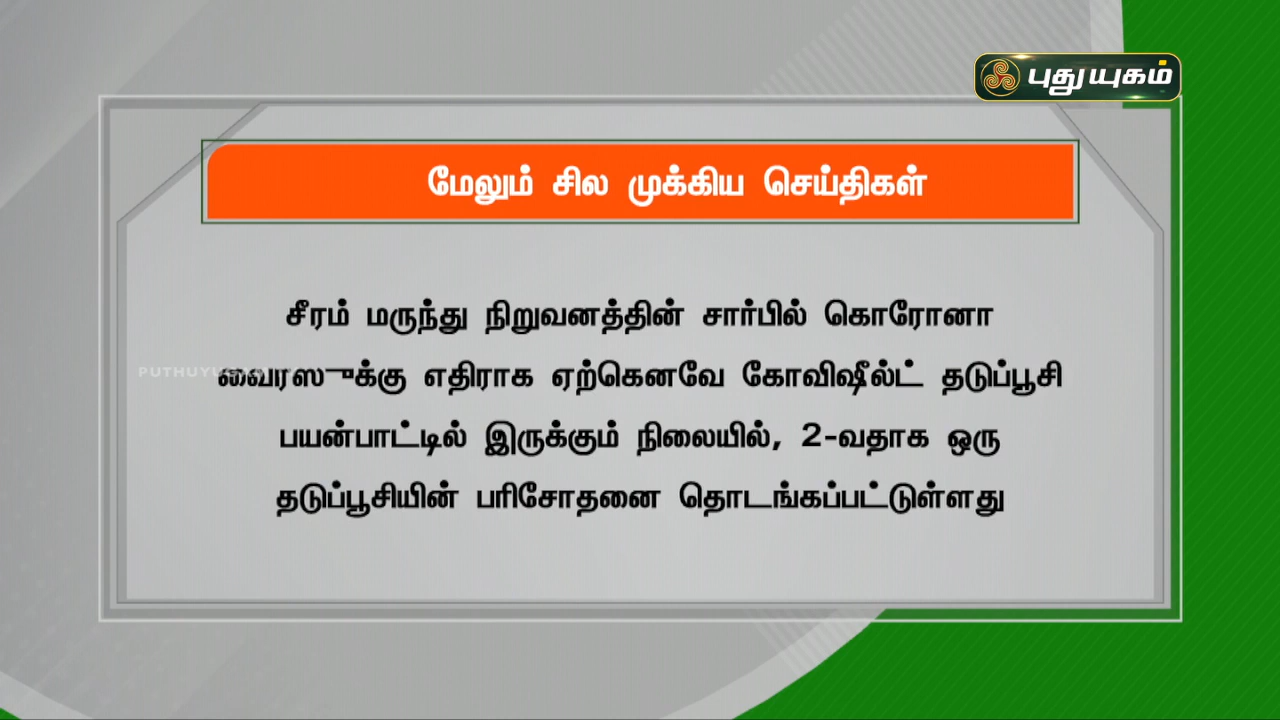 புதுயுகம்
மேலும் சில முக்கிய செய்திகள்
சீரம் மருந்து நிறுவனத்தின் சார்பில் கொரோனா
வைரஸுக்கு எதிராக ஏற்கெனவே கோவிஷீல்ட் தடுப்பூசி
பயன்பாட்டில் இருக்கும் நிலையில், 2-வதாக ஒரு
தடுப்பூசியின் பரிசோதனை தொடங்கப்பட்டுள்ளது